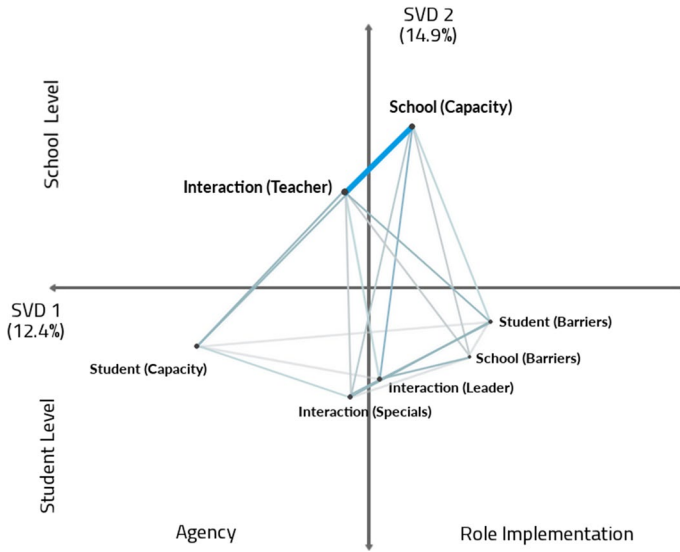 SVD 2
(14.9%)
School Level
School (Capacity)
Interaction (Teacher)
SVD 1
(12.4%)
Student (Barriers)
School (Barriers)
Student (Capacity)
Interaction (Leader)
Interaction (Specials)
Student Level
Agency
Role Implementation